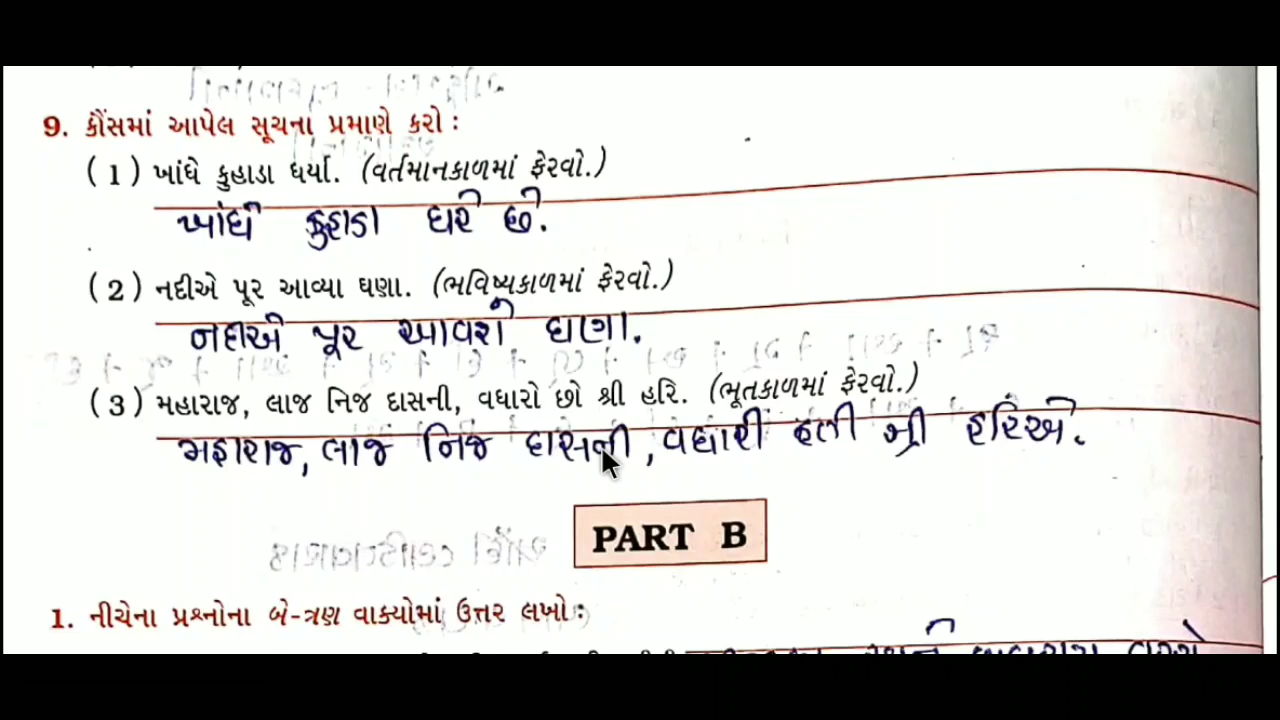 9. કૌંસમાં આપેલ સૂચના પ્રમાણે કરો :
(1) ખાંધે કુહાડા ધર્યા. (વર્તમાનકાળમાં ફેરવો.)
ખાંધે કુહાડા ધરે છે.
(2) નદીએ પૂર આવ્યા ઘણા. (ભવિષ્યકાળમાં ફેરવો.)
નદીએ પૂર આવશે ઘણા.
(3) મહારાજ, લાજ નિજ દાસની, વધારો છો શ્રી હરિ. (ભૂતકાળમાં ફેરવો.)
મહારાજ, લાજ નિજ દાસની, વધારી હતી શ્રી હરિએ.
PART B
1. નીચેના પ્રશ્નોના બે-ત્રણ વાક્યોમાં ઉત્તર લખો :